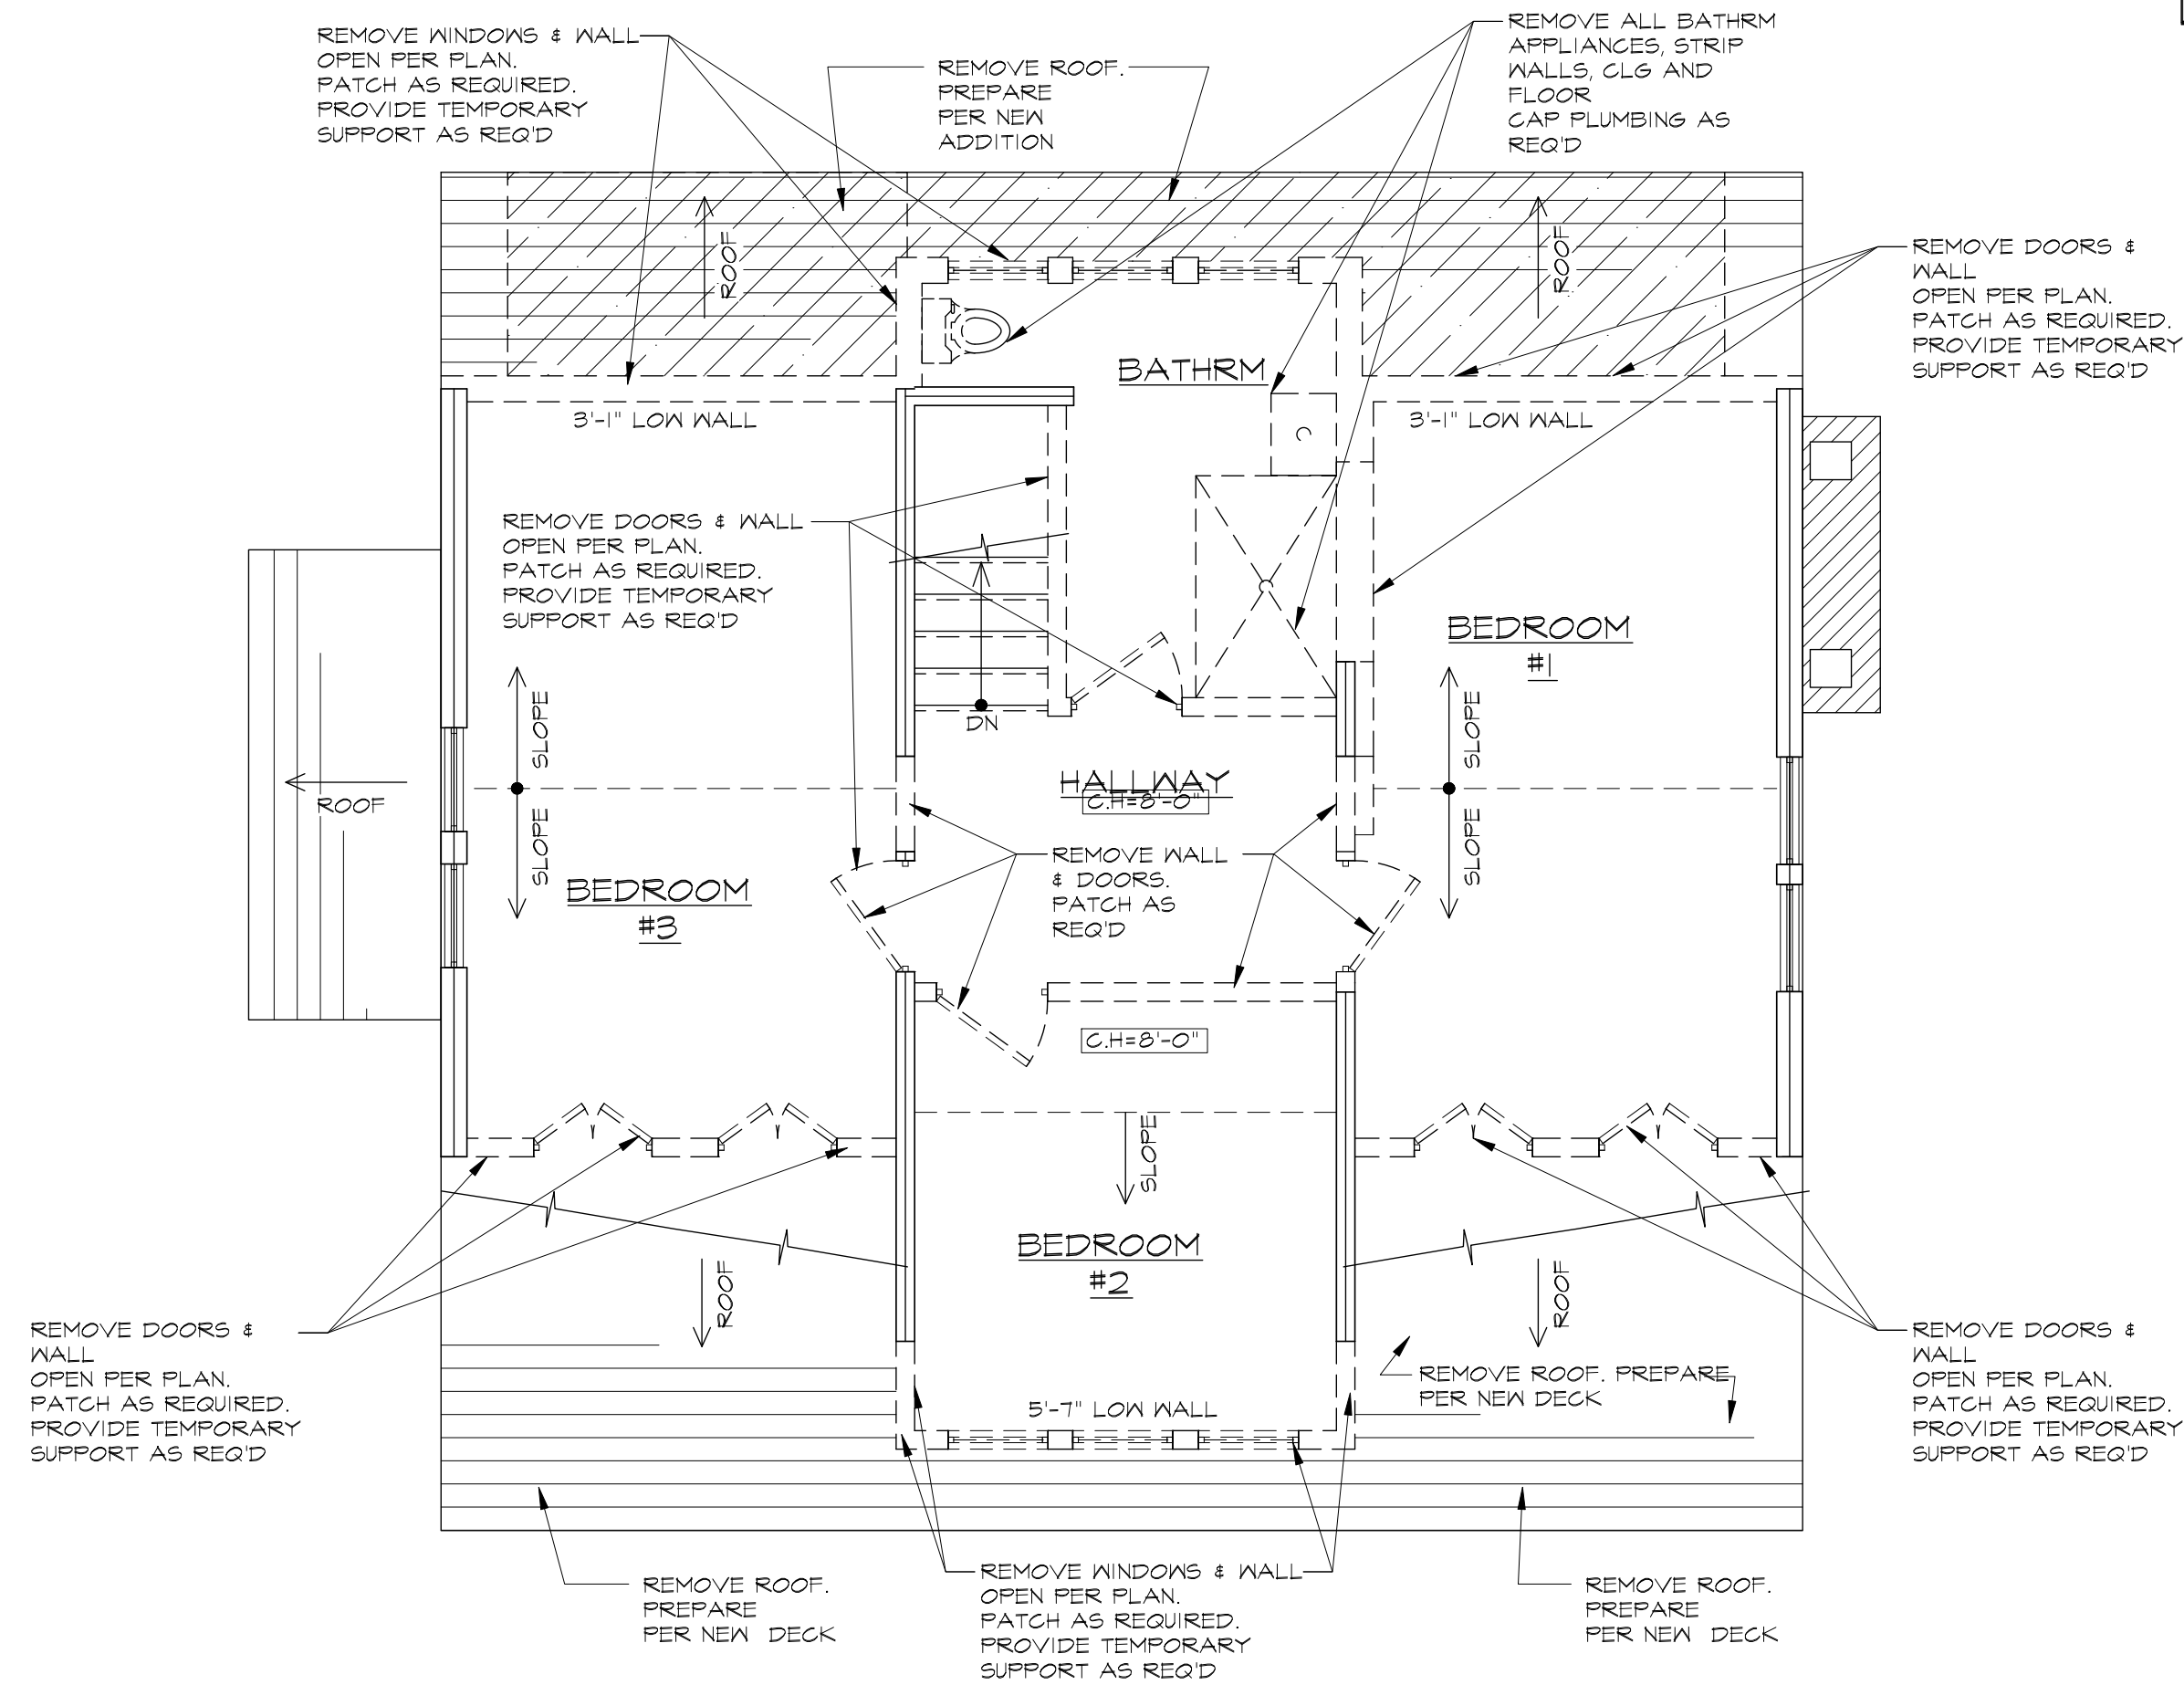 REMOVE WINDOWS & WALL
OPEN PER PLAN.
PATCH AS REQUIRED.
PROVIDE TEMPORARY
SUPPORT AS REQ'D
REMOVE ROOF.
PREPARE
PER NEW
ADDITION
REMOVE ALL BATHRM
APPLIANCES, STRIP
WALLS, CLG AND
FLOOR
CAP PLUMBING AS
REQ'D
ROOF
ROOF
REMOVE DOORS &
WALL
OPEN PER PLAN.
PATCH AS REQUIRED.
PROVIDE TEMPORARY
SUPPORT AS REQ'D
BATHRM
3'-1" LOW WALL
3'-1" LOW WALL
REMOVE DOORS & WALL
OPEN PER PLAN.
PATCH AS REQUIRED.
PROVIDE TEMPORARY
SUPPORT AS REQ'D
BEDROOM
#1
DN
SLOPE
SLOPE
HALLWAY
C.H=8'-0"
ROOF
SLOPE
SLOPE
REMOVE WALL
& DOORS.
PATCH AS
REQ'D
BEDROOM
#3
C.H=8'-0"
SLOPE
BEDROOM
#2
ROOF
ROOF
REMOVE DOORS &
WALL
OPEN PER PLAN.
PATCH AS REQUIRED.
PROVIDE TEMPORARY
SUPPORT AS REQ'D
REMOVE ROOF. PREPARE
PER NEW DECK
5'-7" LOW WALL
REMOVE DOORS &
WALL
OPEN PER PLAN.
PATCH AS REQUIRED.
PROVIDE TEMPORARY
SUPPORT AS REQ'D
REMOVE ROOF.
PREPARE
PER NEW DECK
REMOVE WINDOWS & WALL
OPEN PER PLAN.
PATCH AS REQUIRED.
PROVIDE TEMPORARY
SUPPORT AS REQ'D
REMOVE ROOF.
PREPARE
PER NEW DECK